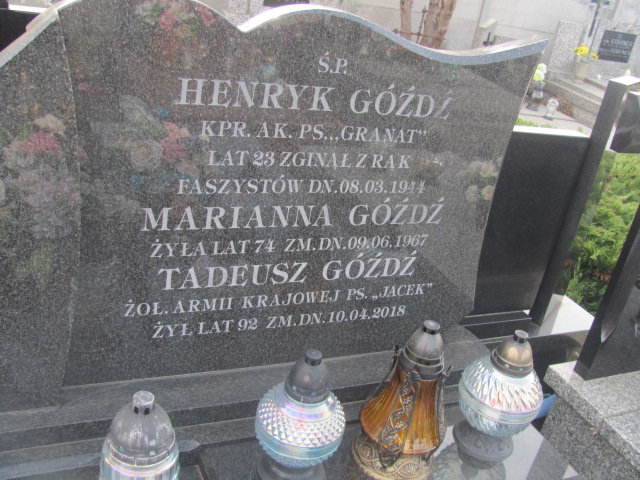 Ś.P.
HENRYK GÓŹDŹ
KPR. AK. PS.„GRANAT"
LAT 23 ZGINĄŁ Z RĄK
FASZYSTÓW DN. 08.03.1944
MARIANNA GÓŹDŹ
ŻYŁA LAT 74 ZM.DN.09.06.1967
TADEUSZ GÓŹDŹ
ŻOŁ. ARMII KRAJOWEJ PS. „JACEK"
ŻYŁ LAT 92 ZM.DN.10.04.2018